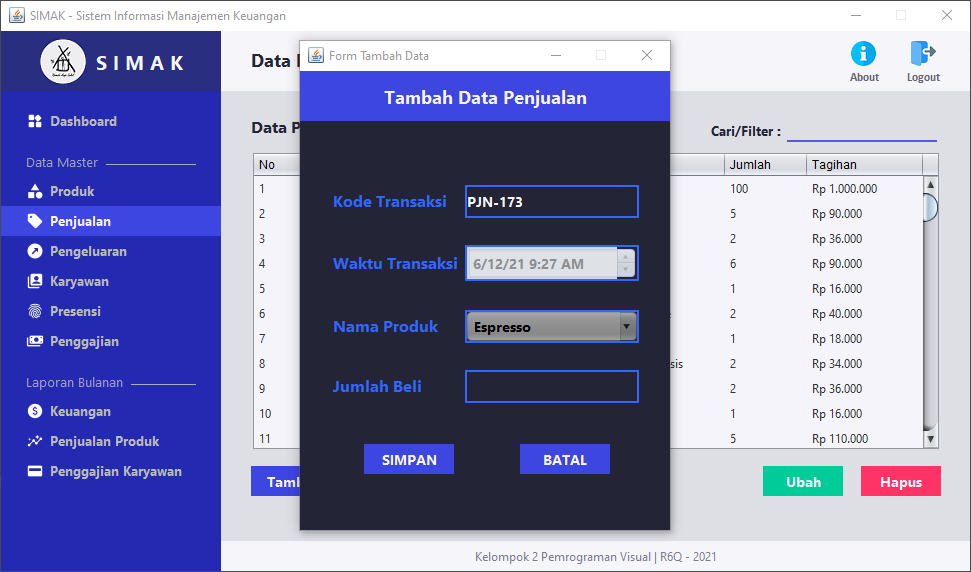 SIMAK - Sistem Informasi Manajemen Keuangan
SIMAK
Dashboard
Data Master
Produk
Penjualan
Pengeluaran
Karyawan
Presensi
Penggajian
Laporan Bulanan
Keuangan
Penjualan Produk
Penggajian Karyawan
Data
About
Logout
Data P
Cari/Filter :
No Jumlah Tagihan
1 100 Rp 1.000.000
2 5 Rp 90.000
3 2 Rp 36.000
4 6 Rp 90.000
5 1 Rp 16.000
6 2 Rp 40.000
7 1 Rp 18.000
8 sis 2 Rp 34.000
9 2 Rp 36.000
10 1 Rp 16.000
11 5 Rp 110.000
Tamb
Ubah
Hapus
Form Tambah Data
Tambah Data Penjualan
Kode Transaksi PJN-173
Waktu Transaksi 6/12/21 9:27 AM
Nama Produk Espresso
Jumlah Beli
SIMPAN BATAL
Kelompok 2 Pemrograman Visual | R6Q - 2021